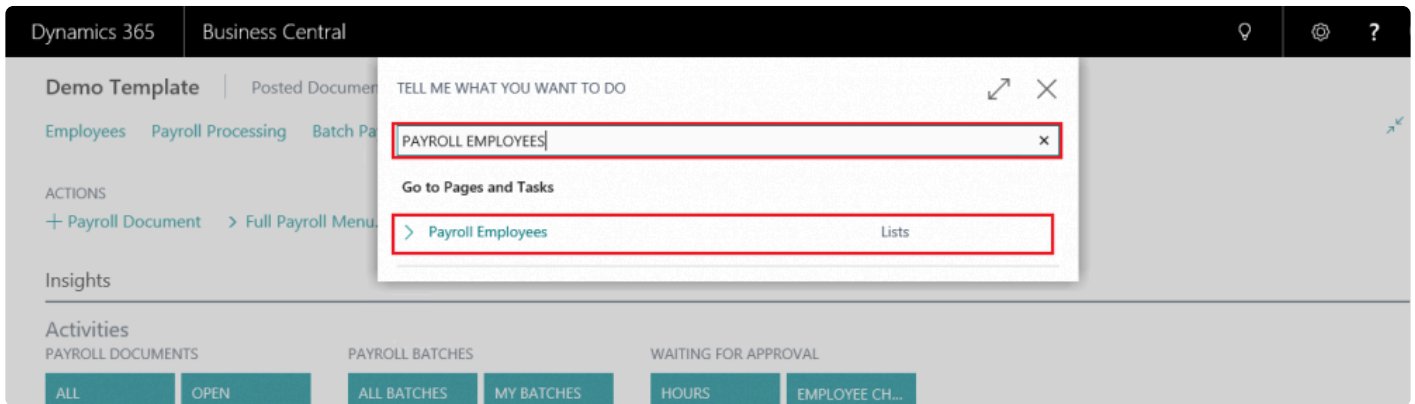 Dynamics 365 Business Central ?
Demo Template Posted Documen
TELL ME WHAT YOU WANT TO DO
Employees Payroll Processing Batch Pa
PAYROLL EMPLOYEES
Go to Pages and Tasks
ACTIONS
+ Payroll Document > Full Payroll Menu.
> Payroll Employees Lists
Insights
Activities
PAYROLL DOCUMENTS PAYROLL BATCHES WAITING FOR APPROVAL
ALL OPEN ALL BATCHES MY BATCHES HOURS EMPLOYEE CH...